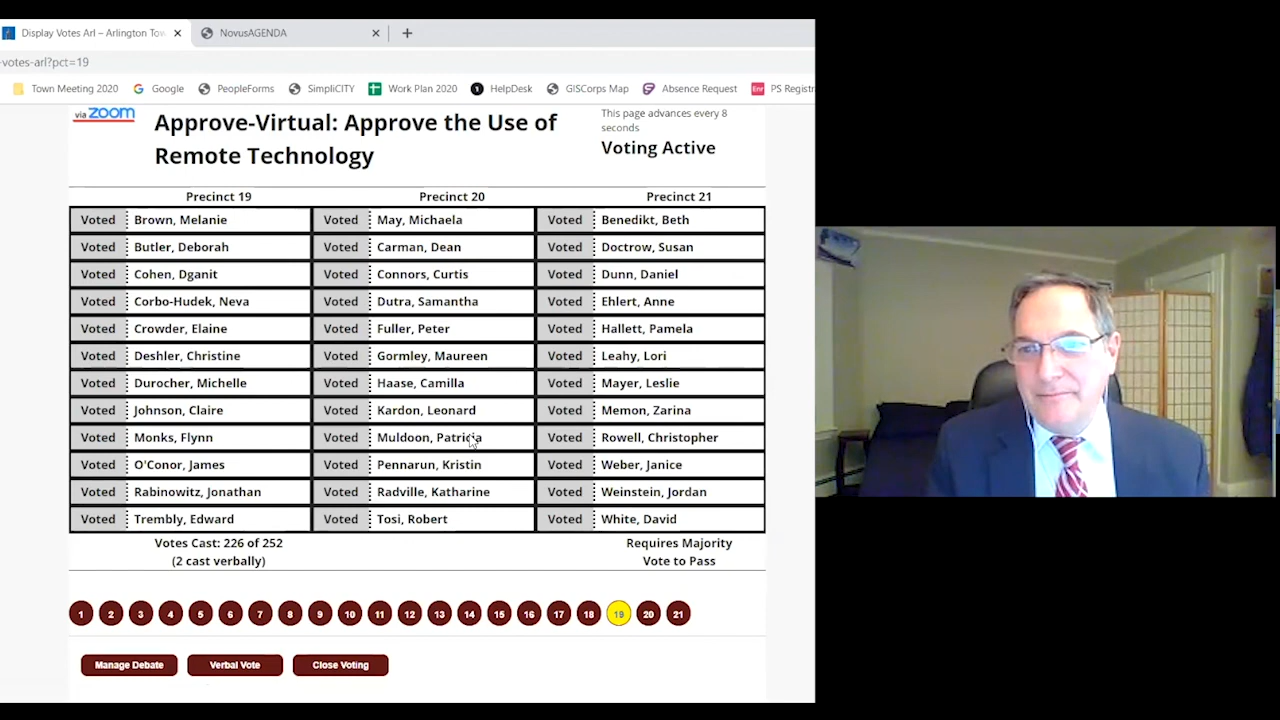 Display Votes Arl – Arlington Tow
NovusAGENDA
-votes-arl?pct=19
Town Meeting 2020
Google
PeopleForms
SimpliCITY
Work Plan 2020
HelpDesk
GISCorps Map
Absence Request
Enr PS Registr
via zoom
Approve-Virtual: Approve the Use of
Remote Technology
This page advances every 8
seconds
Voting Active
Precinct 19 Precinct 20 Precinct 21
Voted Brown, Melanie Voted May, Michaela Voted Benedikt, Beth
Voted Butler, Deborah Voted Carman, Dean Voted Doctrow, Susan
Voted Cohen, Dganit Voted Connors, Curtis Voted Dunn, Daniel
Voted Corbo-Hudek, Neva Voted Dutra, Samantha Voted Ehlert, Anne
Voted Crowder, Elaine Voted Fuller, Peter Voted Hallett, Pamela
Voted Deshler, Christine Voted Gormley, Maureen Voted Leahy, Lori
Voted Durocher, Michelle Voted Haase, Camilla Voted Mayer, Leslie
Voted Johnson, Claire Voted Kardon, Leonard Voted Memon, Zarina
Voted Monks, Flynn Voted Muldoon, Patricia Voted Rowell, Christopher
Voted O'Conor, James Voted Pennarun, Kristin Voted Weber, Janice
Voted Rabinowitz, Jonathan Voted Radville, Katharine Voted Weinstein, Jordan
Voted Trembly, Edward Voted Tosi, Robert Voted White, David
Votes Cast: 226 of 252
(2 cast verbally)
Requires Majority
Vote to Pass
1 2 3 4 5 6 7 8 9 10 11 12 13 14 15 16 17 18 19 20 21
Manage Debate Verbal Vote Close Voting